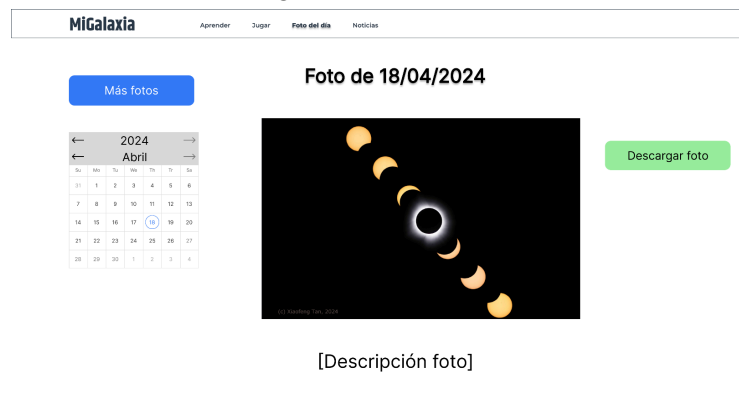 MiGalaxia
Aprender Jugar Foto del día Noticias
Más fotos
Foto de 18/04/2024
← 2024 →
← Abril →
Su Mo Tu We Th Fr Sa
31 1 2 3 4 5 6
7 8 9 10 11 12 13
14 15 16 17 18 19 20
21 22 23 24 25 26 27
28 29 30 1 2 3 4
Descargar foto
(c) Xiaofeng Tan, 2024
[Descripción foto]